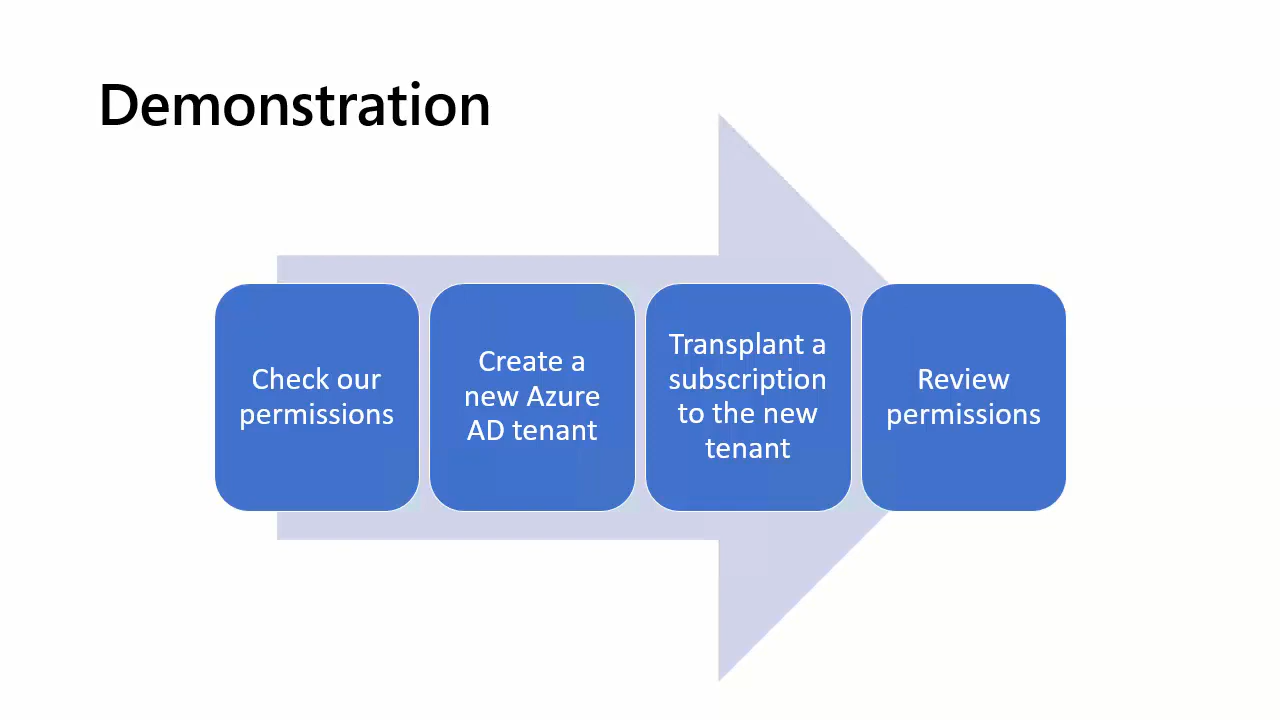 Demonstration
Check our
permissions
Create a
new Azure
AD tenant
Transplant a
subscription
to the new
tenant
Review
permissions